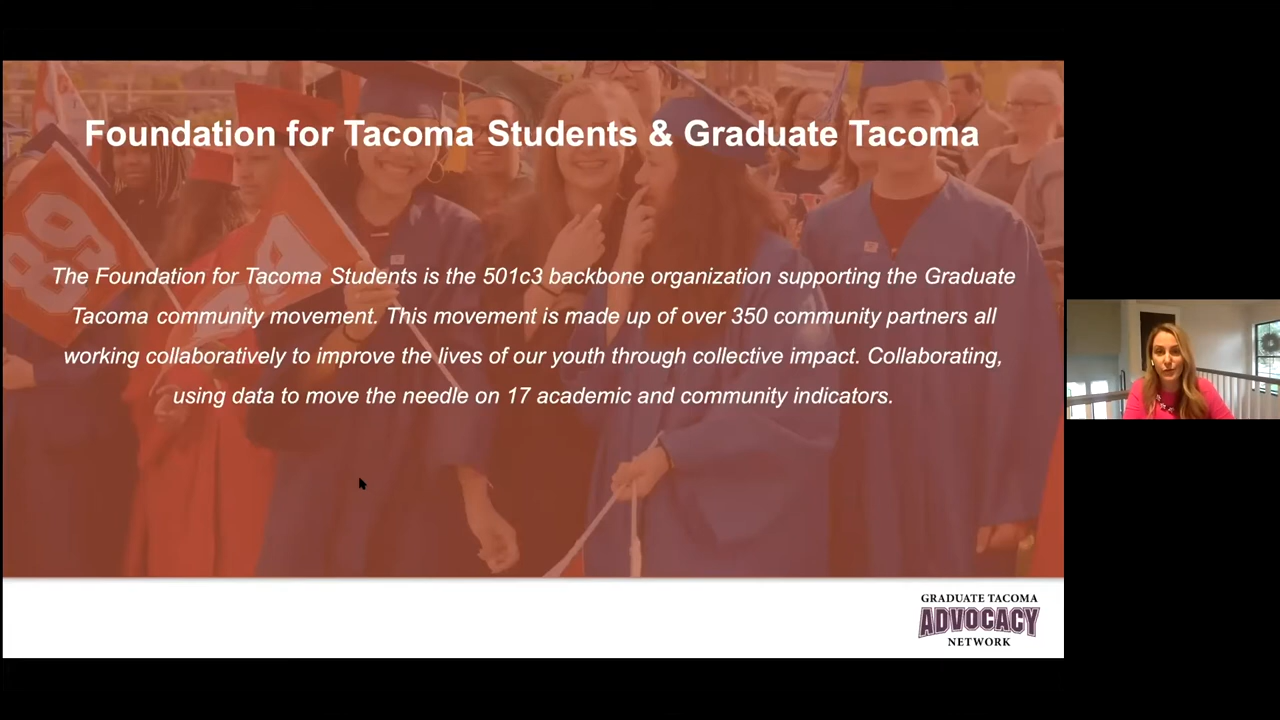 Foundation for Tacoma Students & Graduate Tacoma
The Foundation for Tacoma Students is the 501c3 backbone organization supporting the Graduate
Tacoma community movement. This movement is made up of over 350 community partners all
working collaboratively to improve the lives of our youth through collective impact. Collaborating,
using data to move the needle on 17 academic and community indicators.
89
GRADUATE TACOMA
ADVOCACY
NETWORK